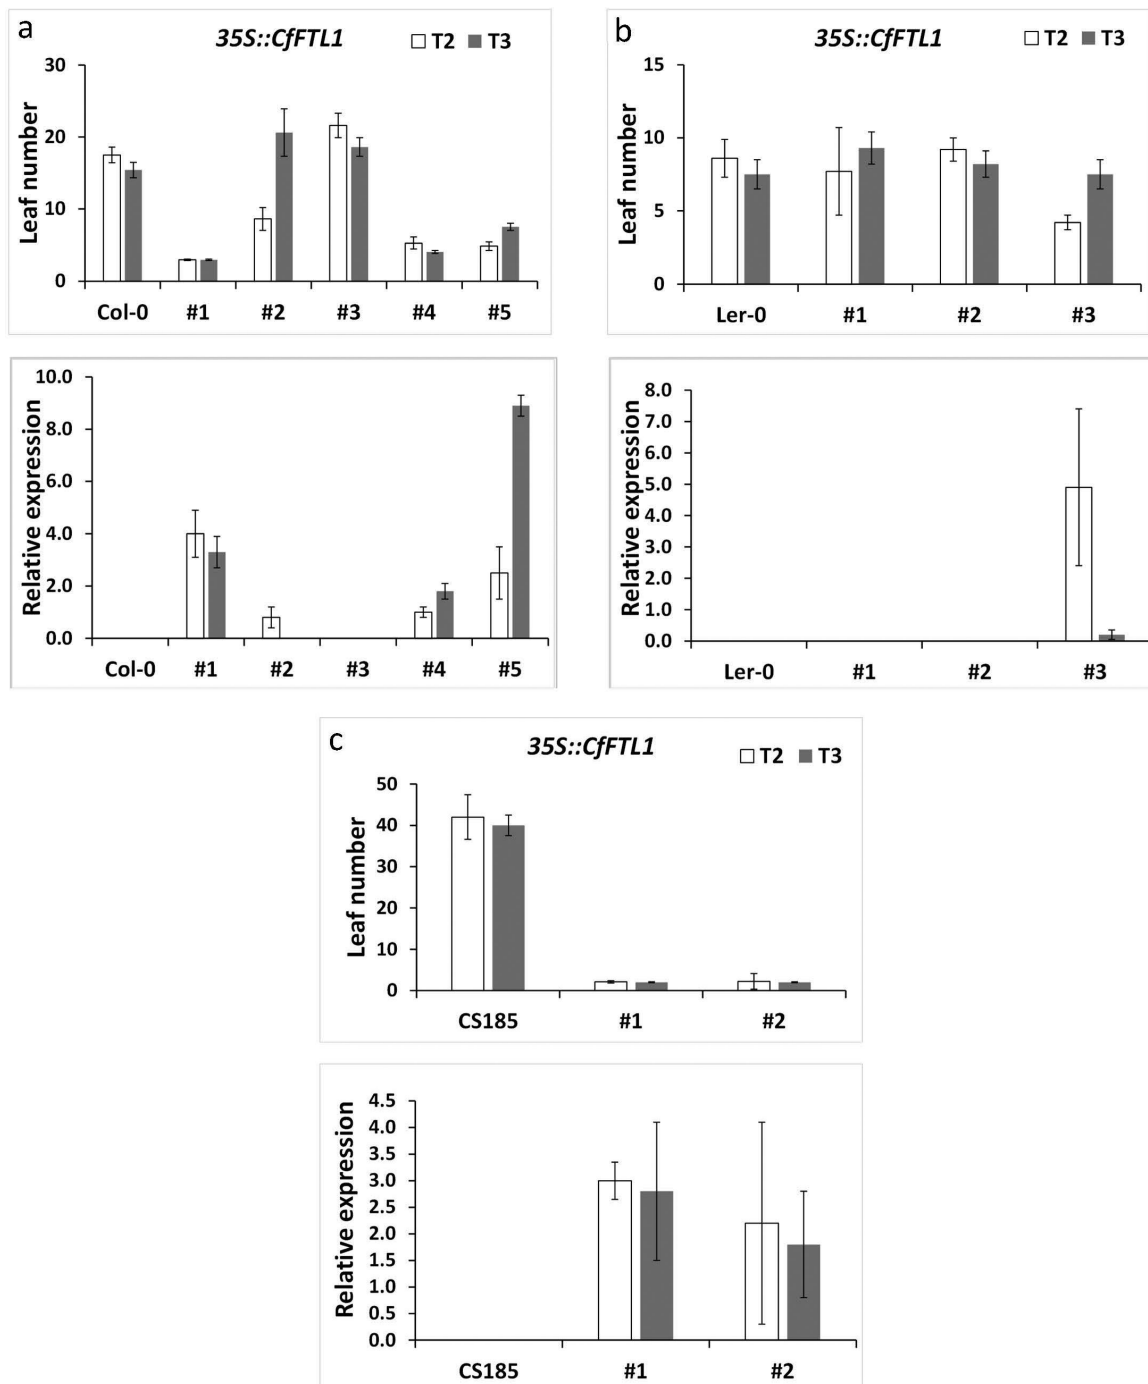 a
35S::CfFTL1
T2 T3
Leaf number
30
20
10
0
Col-0 #1 #2 #3 #4 #5
Relative expression
10.0
8.0
6.0
4.0
2.0
0.0
Col-0 #1 #2 #3 #4 #5
b
35S::CfFTL1
T2 T3
Leaf number
15
10
5
0
Ler-0 #1 #2 #3
Relative expression
8.0
7.0
6.0
5.0
4.0
3.0
2.0
1.0
0.0
Ler-0 #1 #2 #3
c
35S::CfFTL1
T2 T3
Leaf number
50
40
30
20
10
0
CS185 #1 #2
Relative expression
4.5
4.0
3.5
3.0
2.5
2.0
1.5
1.0
0.5
0.0
CS185 #1 #2